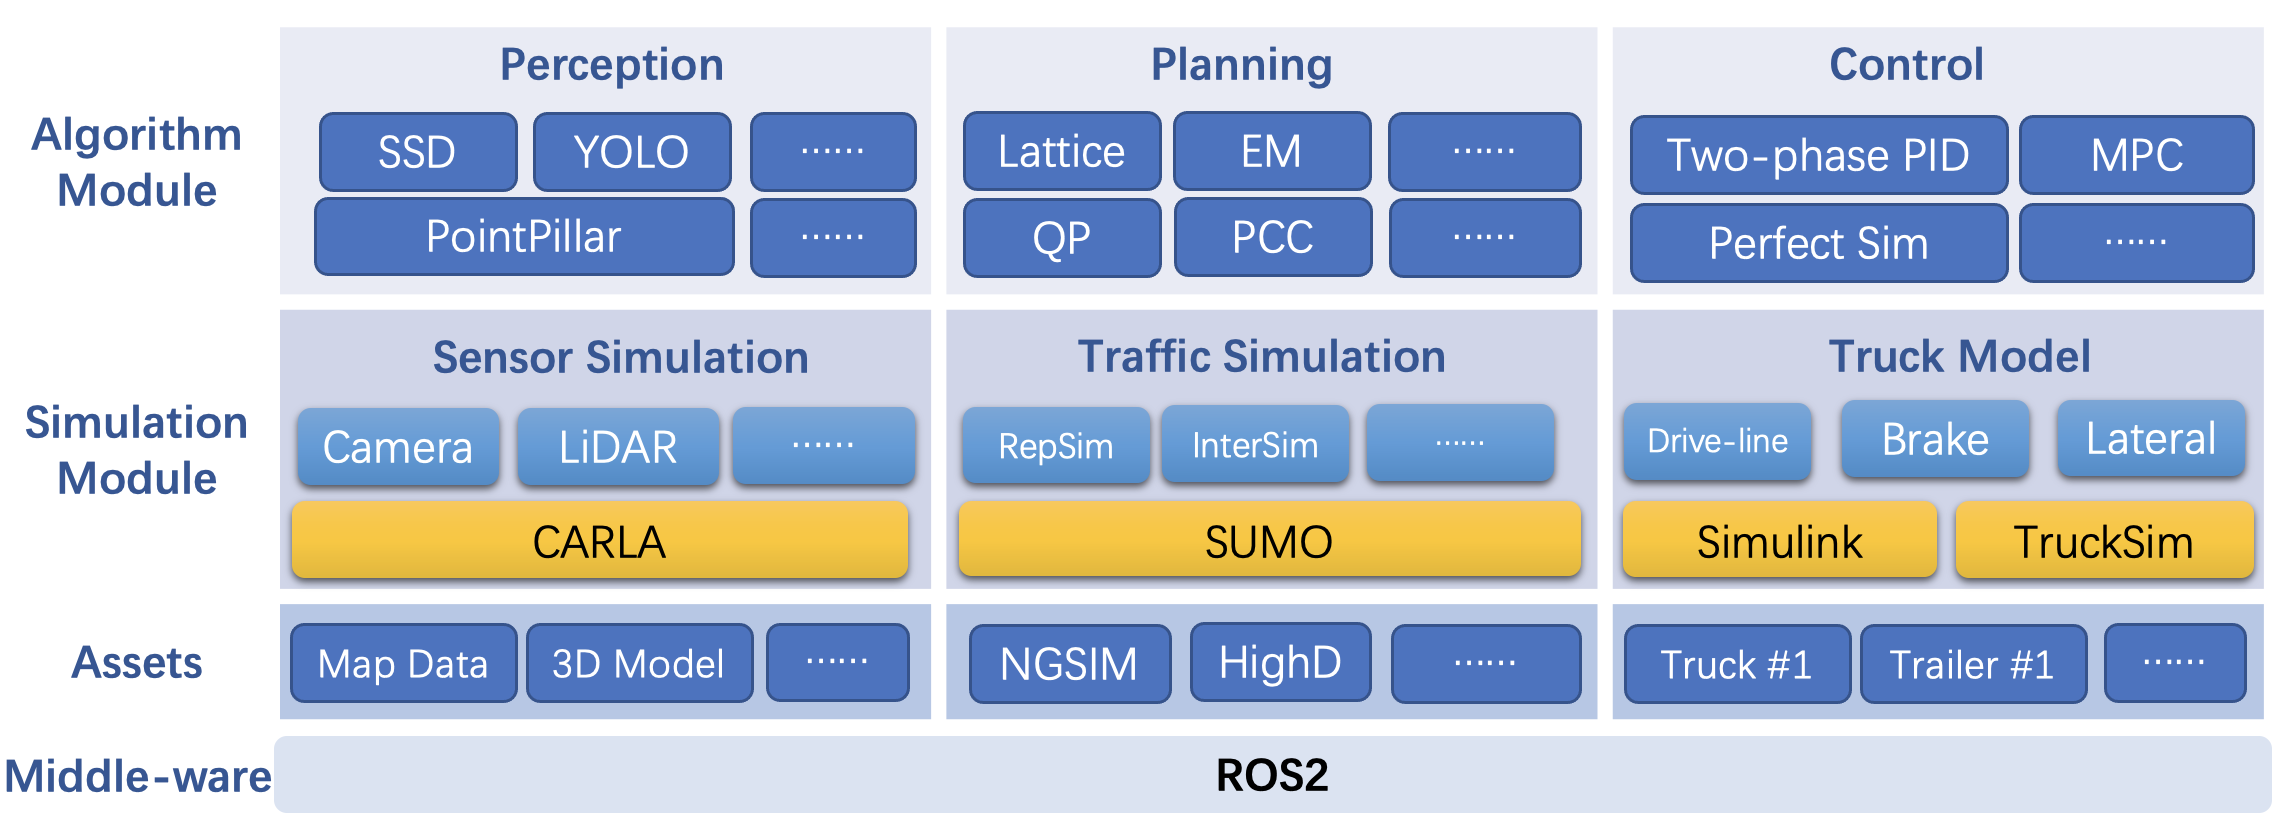 Perception
Planning
Control
Algorithm
Module
SSD
YOLO
······
PointPillar
······
Lattice
EM
······
QP
PCC
······
Two-phase PID
MPC
Perfect Sim
······
Sensor Simulation
Traffic Simulation
Truck Model
Simulation
Module
Camera
LiDAR
······
CARLA
RepSim
InterSim
······
SUMO
Drive-line
Brake
Lateral
Simulink
TruckSim
Assets
Map Data
3D Model
······
NGSIM
HighD
······
Truck #1
Trailer #1
······
Middle-ware
ROS2